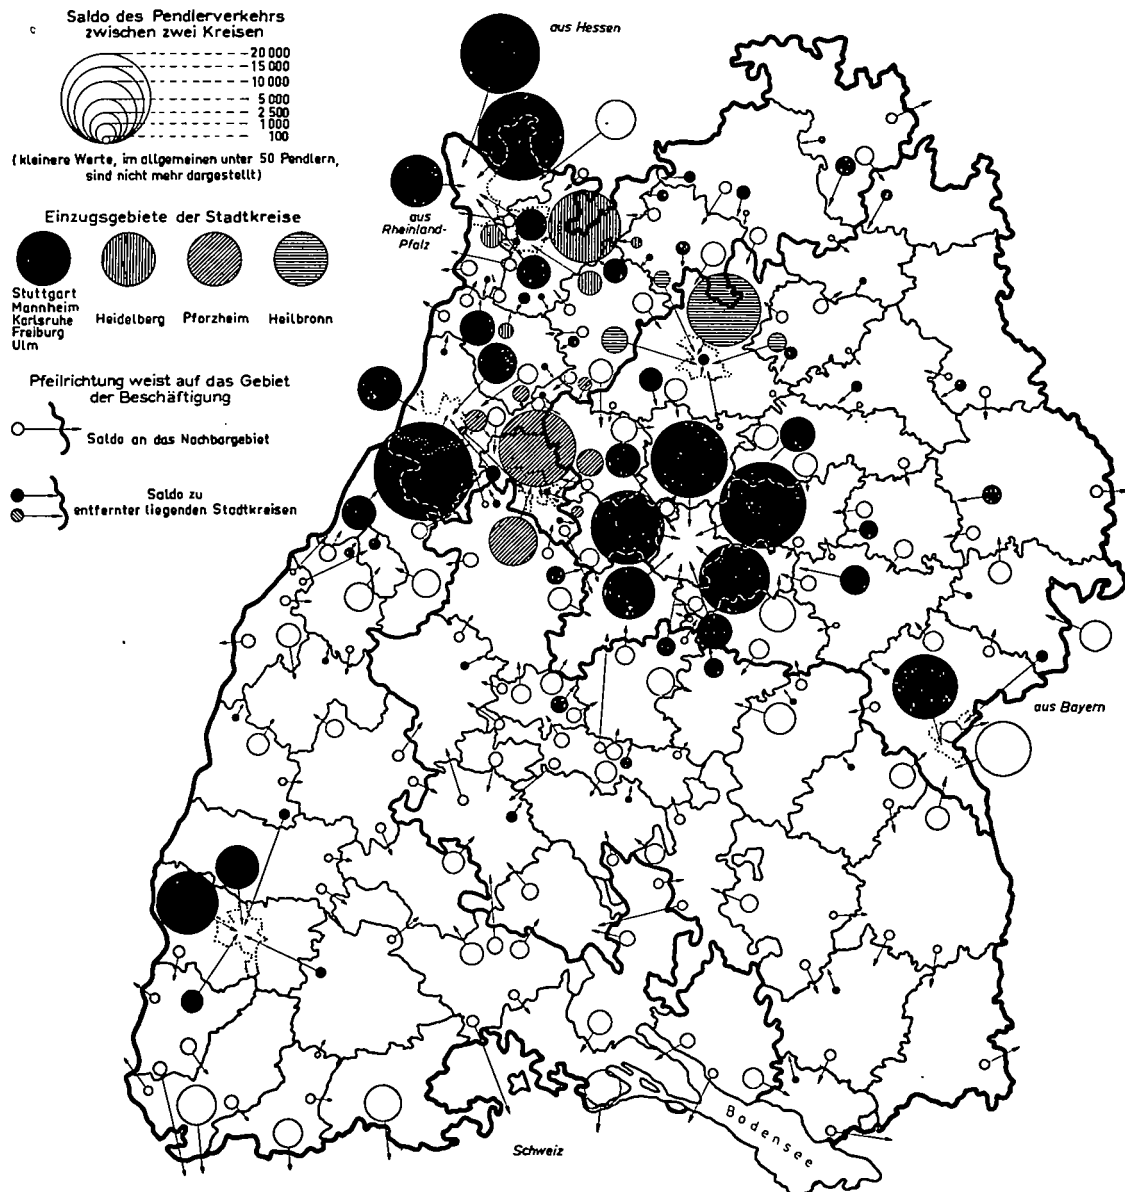 c
Saldo des Pendlerverkehrs
zwischen zwei Kreisen
20 000
15 000
10 000
5 000
2 500
1 000
100
(kleinere Werte, im allgemeinen unter 50 Pendlern,
sind nicht mehr dargestellt)
Einzugsgebiete der Stadtkreise
Stuttgart
Mannheim
Karlsruhe
Freiburg
Ulm
Heidelberg
Pforzheim
Heilbronn
Pfeilrichtung weist auf das Gebiet
der Beschäftigung
Saldo an das Nachbargebiet
Saldo zu
entfernter liegenden Stadtkreisen
aus Hessen
aus
Rheinland-
Pfalz
aus Bayern
Schweiz
Bodensee